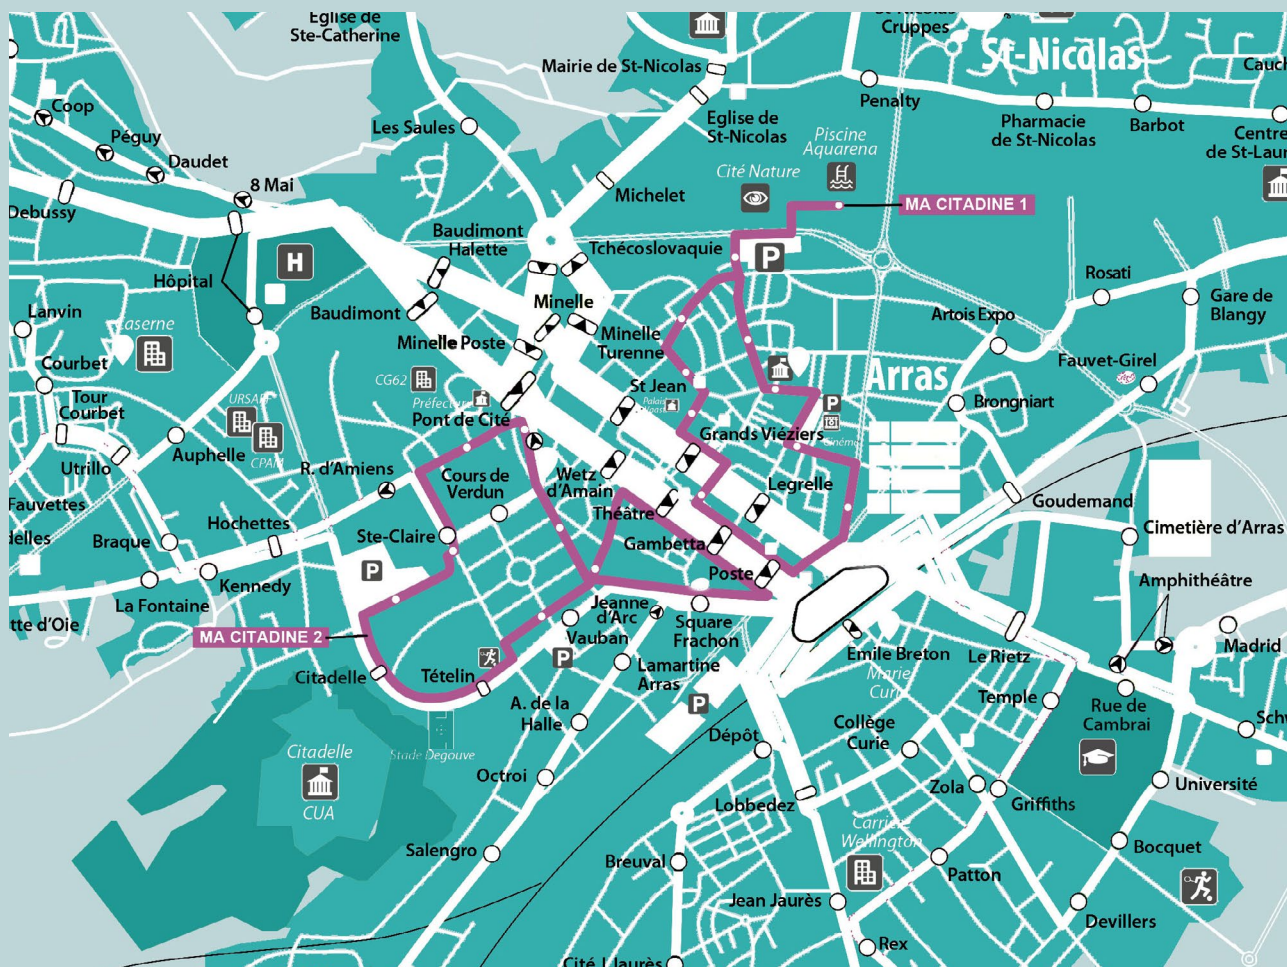 Eglise de
Ste-Catherine
Cruppes
St-Nicolas
Mairie de St-Nicolas
Penalty
Coop
Péguy
Les Saules
Eglise de
St-Nicolas
Pharmacie
de St-Nicolas
Barbot
Centre
Piscine
Aquarena
Daudet
8 Mai
Cité Nature
Michelet
MA CITADINE 1
Debussy
Baudimont
Halette
Tchécoslovaquie
P
H
Hôpital
Rosati
Gare de
Blangy
Minelle
Lanvin
Baudimont
Artois Expo
Minelle
Turenne
Minelle Poste
Courbet
Fauvet-Girel
CG62
St Jean
Arras
Tour
Courbet
URSAFF
Préfecture
Palais
P
Brongniart
Pont de Cité
Grands Viéziers
Cinéma
Utrillo
Auphelle
CPAM
R. d'Amiens
Cours de
Verdun
Wetz
d'Amain
Legrelle
Fauvettes
Goudemand
Théâtre
Hochettes
Cimetière d'Arras
Braque
Ste-Claire
Gambetta
P
Kennedy
Poste
Amphithéâtre
La Fontaine
Jeanne
d'Arc
Square
Frachon
MA CITADINE 2
Vauban
Emile Breton
Madrid
Le Rietz
P
Marie
Curie
Citadelle
Tételin
Lamartine
Arras
Temple
P
A. de la
Halle
Rue de
Cambrai
Collège
Curie
Dépôt
Citadelle
CUA
Stade Degouve
Octroi
Zola
Université
Griffiths
Lobbedez
Carrière
Wellington
Salengro
Breuval
Bocquet
Patton
Jean Jaurès
Devillers
Rex
Cité J.Jaurès